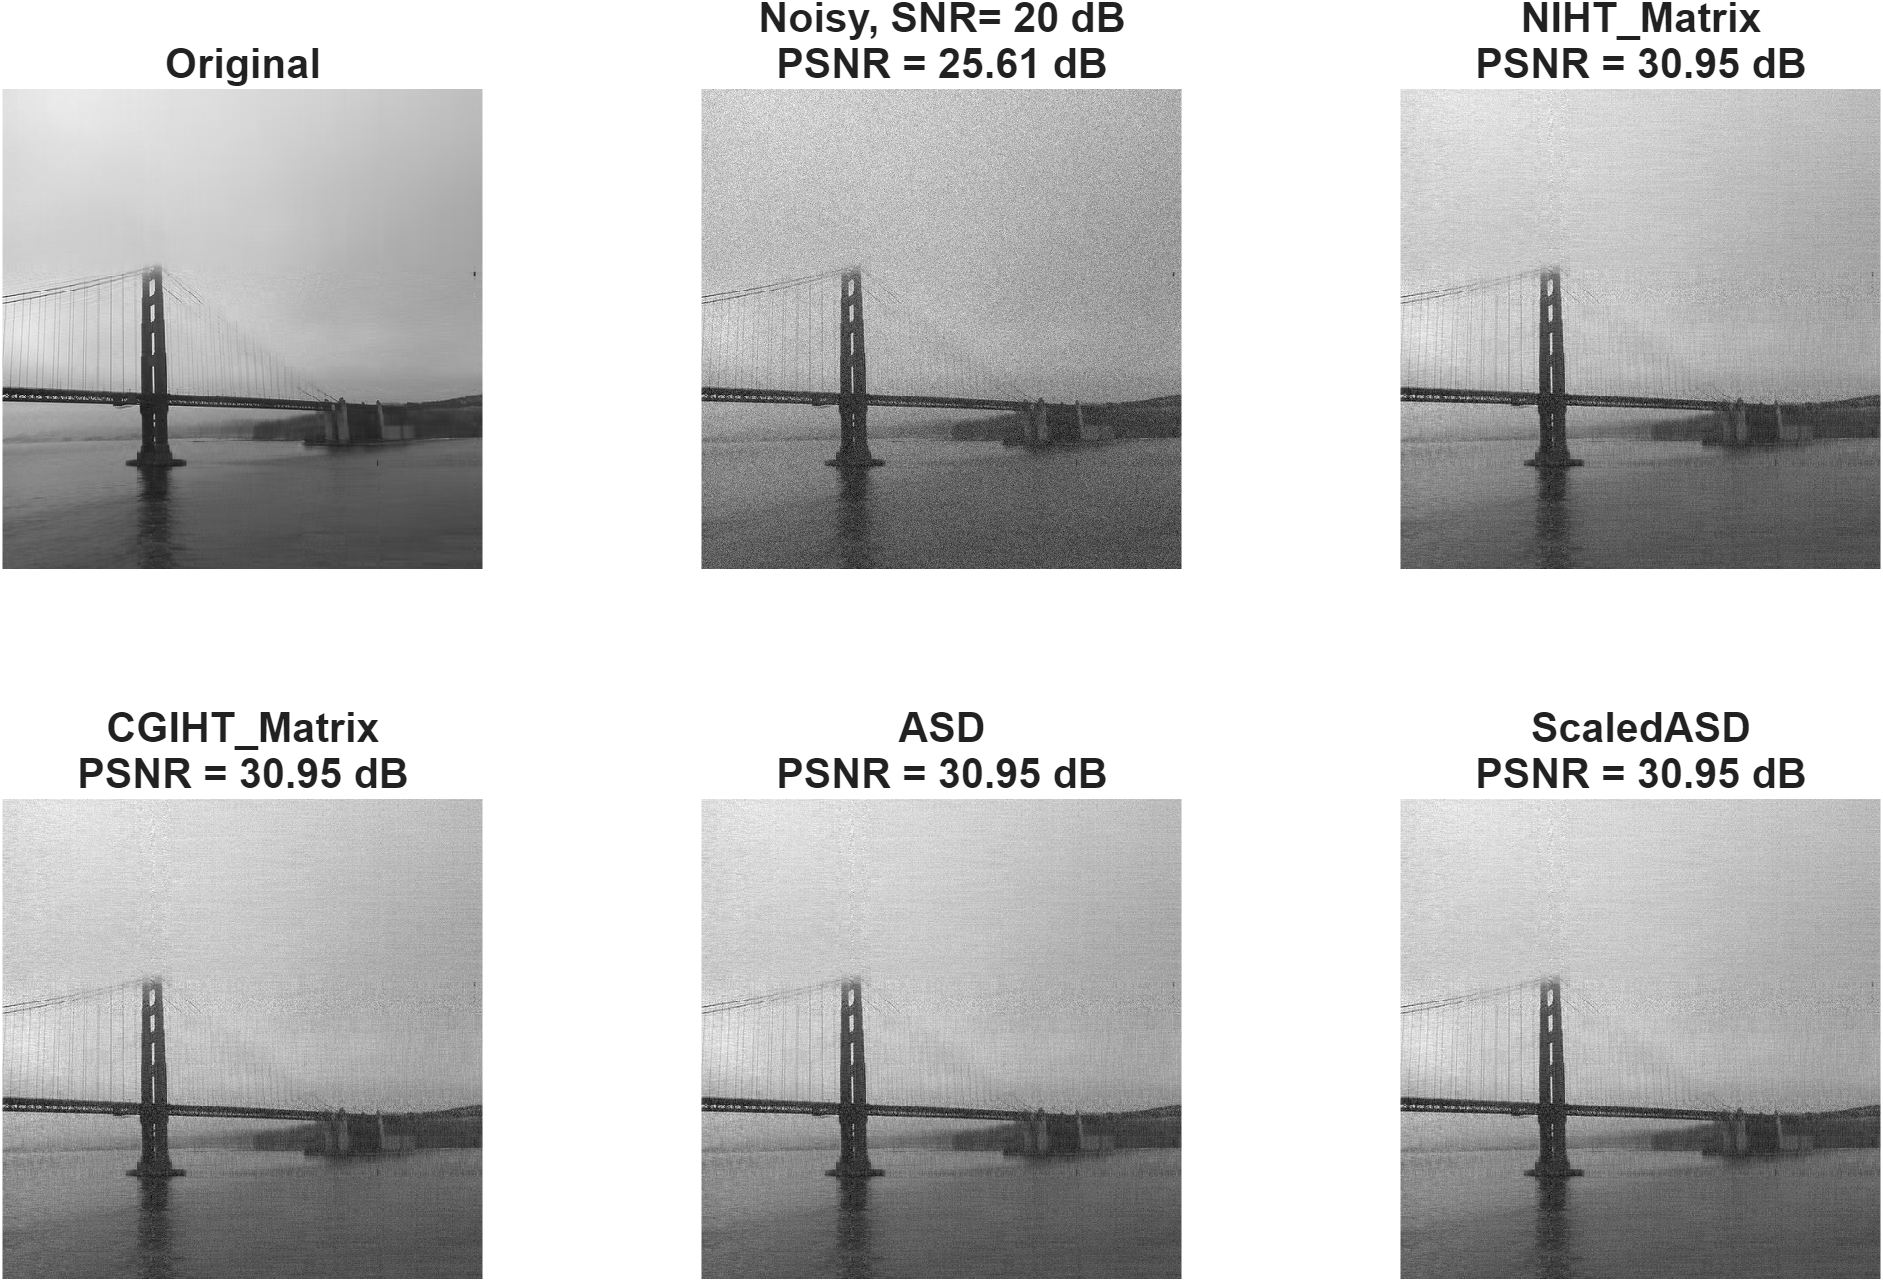 Original
Noisy, SNR= 20 dB
PSNR = 25.61 dB
NIHT_Matrix
PSNR = 30.95 dB
CGIHT_Matrix
PSNR = 30.95 dB
ASD
PSNR = 30.95 dB
ScaledASD
PSNR = 30.95 dB